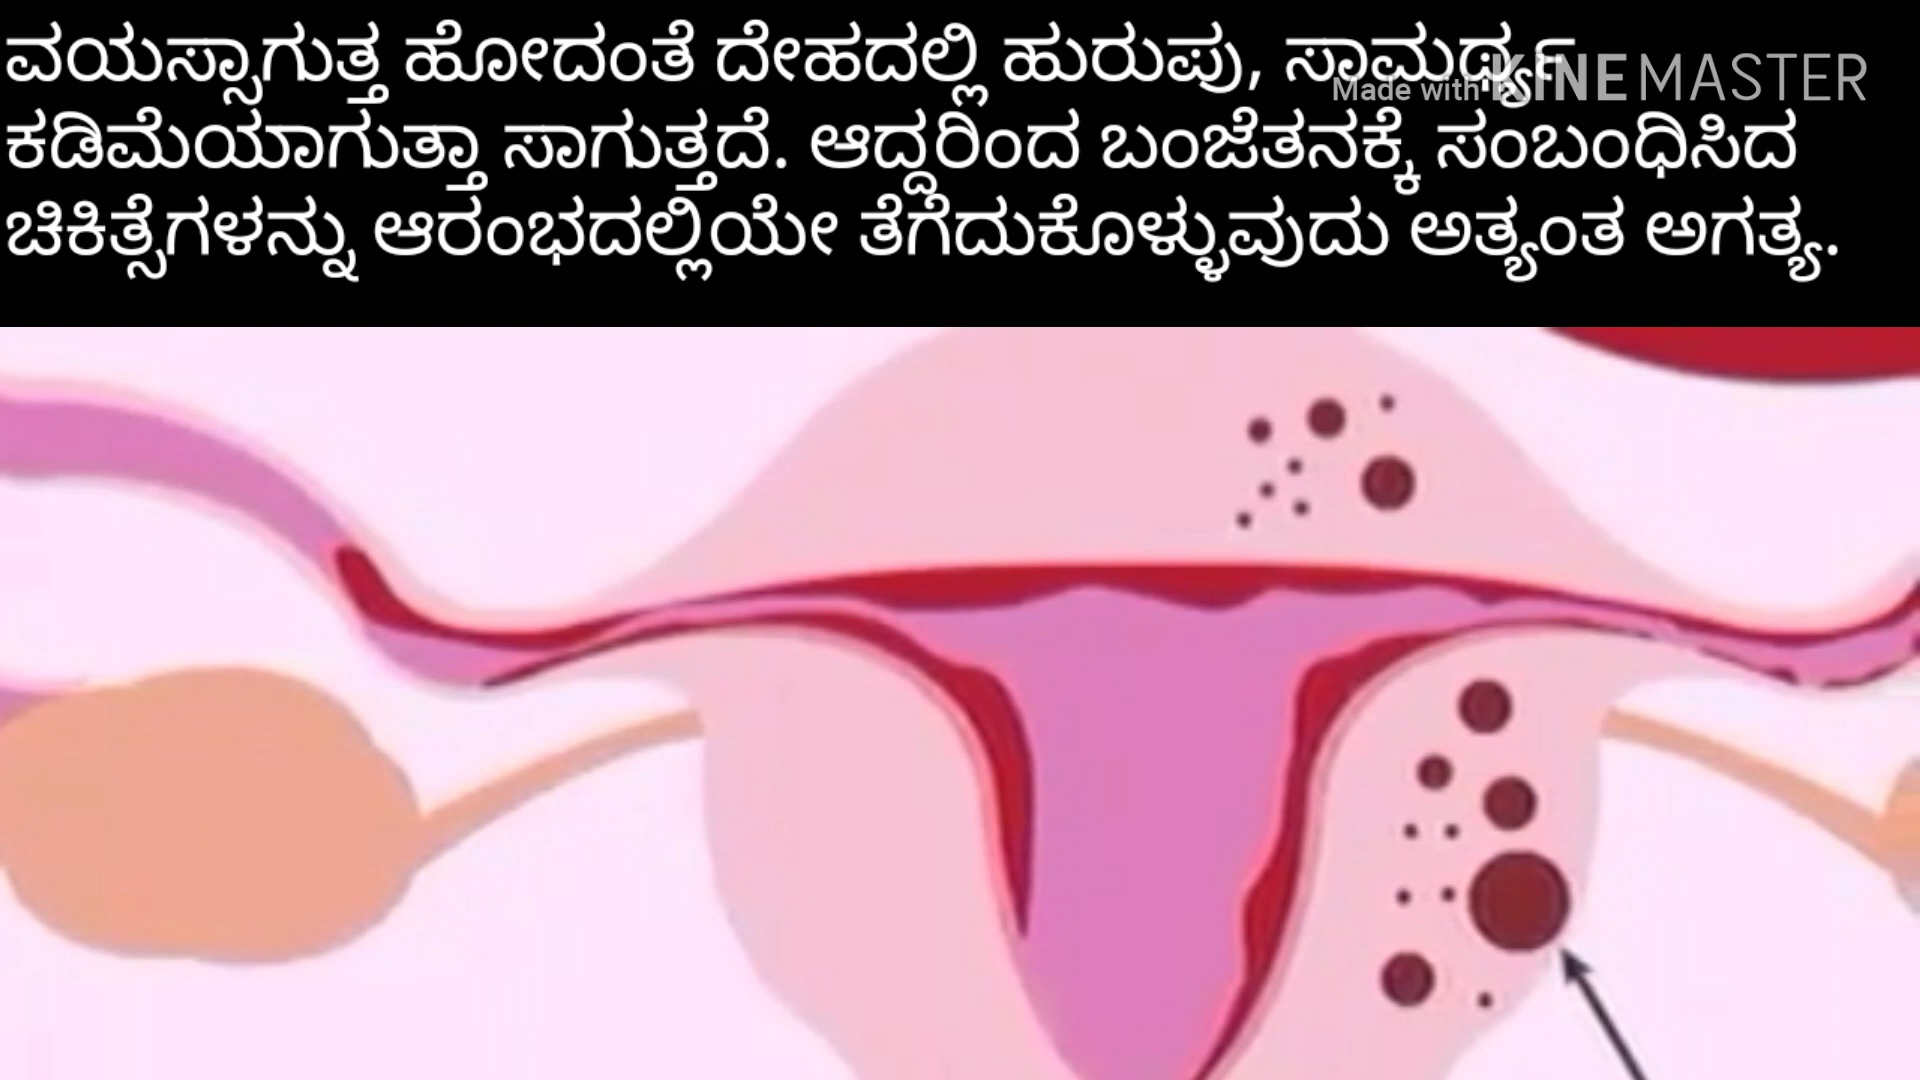 ವಯಸ್ಸಾಗುತ್ತ ಹೋದಂತೆ ದೇಹದಲ್ಲಿ ಹುರುಪು, ಸಾಮರ್ಥ್ಯ
Made with KINEMASTER
ಕಡಿಮೆಯಾಗುತ್ತಾ ಸಾಗುತ್ತದೆ. ಆದ್ದರಿಂದ ಬಂಜೆತನಕ್ಕೆ ಸಂಬಂಧಿಸಿದ
ಚಿಕಿತ್ಸೆಗಳನ್ನು ಆರಂಭದಲ್ಲಿಯೇ ತೆಗೆದುಕೊಳ್ಳುವುದು ಅತ್ಯಂತ ಅಗತ್ಯ.